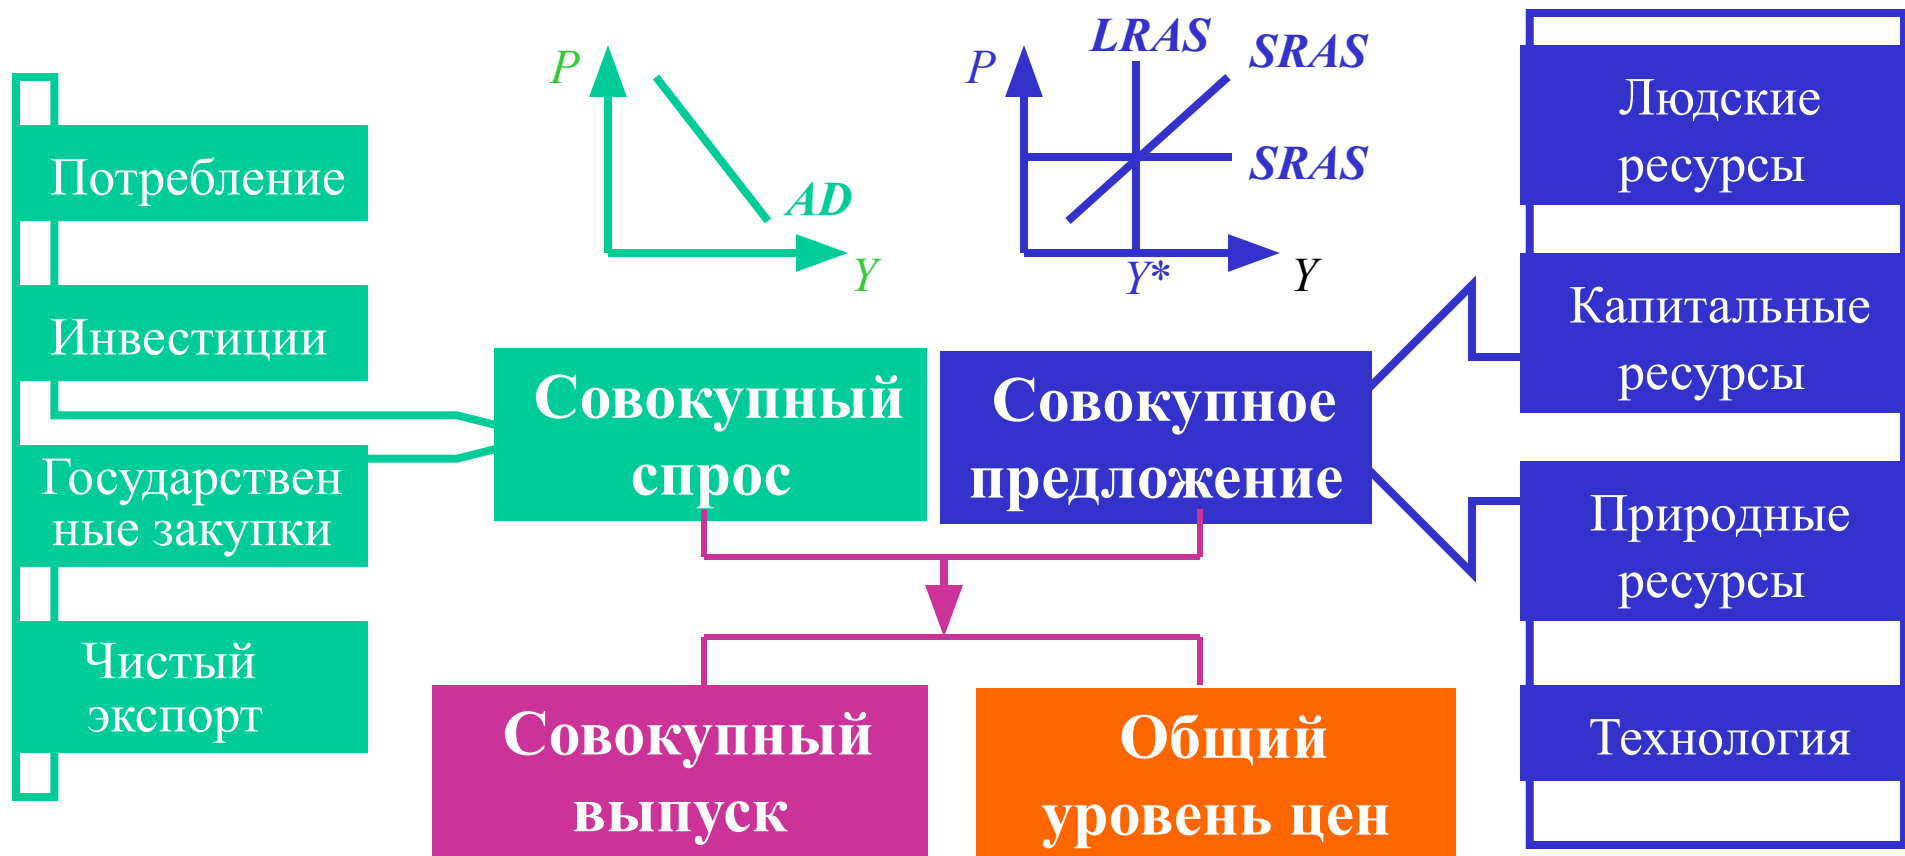 Потребление
Инвестиции
Государствен
ные закупки
Чистый
экспорт
P
AD
Y
P
LRAS
SRAS
SRAS
Y*
Y
Совокупный
спрос
Совокупное
предложение
Совокупный
выпуск
Общий
уровень цен
Людские
ресурсы
Капитальные
ресурсы
Природные
ресурсы
Технология